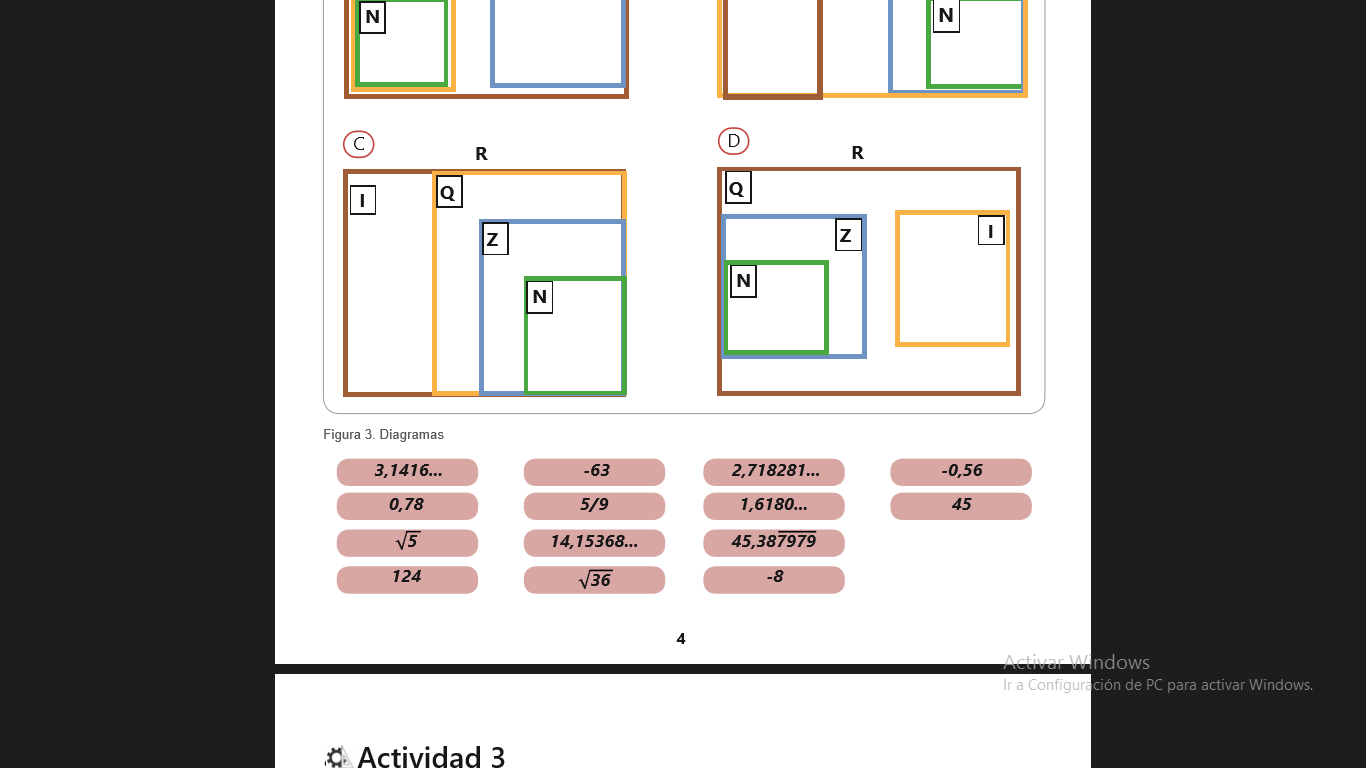 N N
C D
R R
I Q Q
Z Z I
N N
Figura 3. Diagramas
3,1416... -63 2,718281... -0,56
0,78 5/9 1,6180... 45
√5 14,15368... 45,387979
124 √36 -8
4
Activar Windows
Ir a Configuración de PC para activar Windows.
Actividad 3